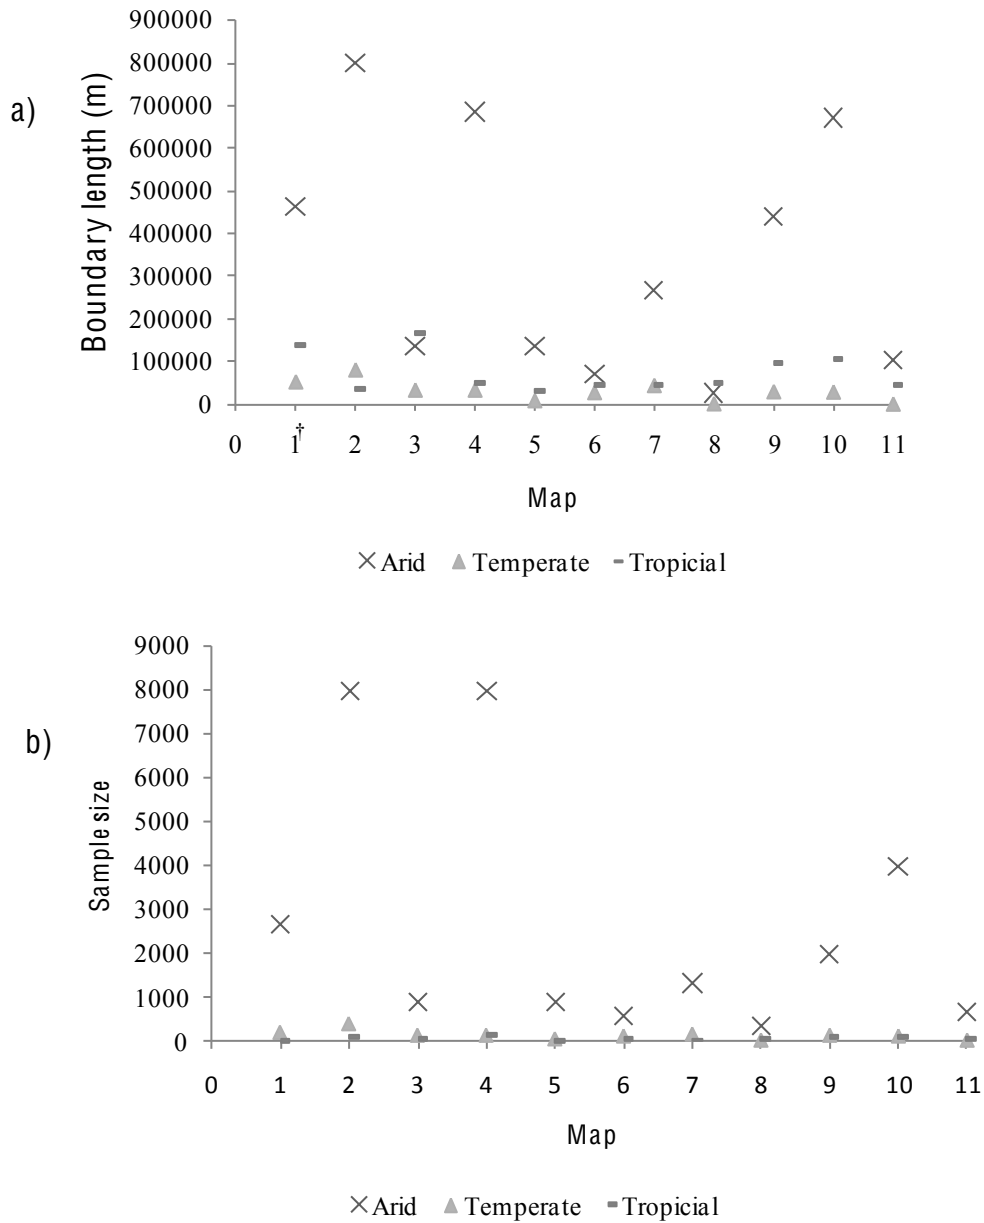 a)
Boundary length (m)
900000
800000
700000
600000
500000
400000
300000
200000
100000
0
0 1† 2 3 4 5 6 7 8 9 10 11
Map
Arid Temperate Tropicial
b)
Sample size
9000
8000
7000
6000
5000
4000
3000
2000
1000
0
0 1 2 3 4 5 6 7 8 9 10 11
Map
Arid Temperate Tropicial